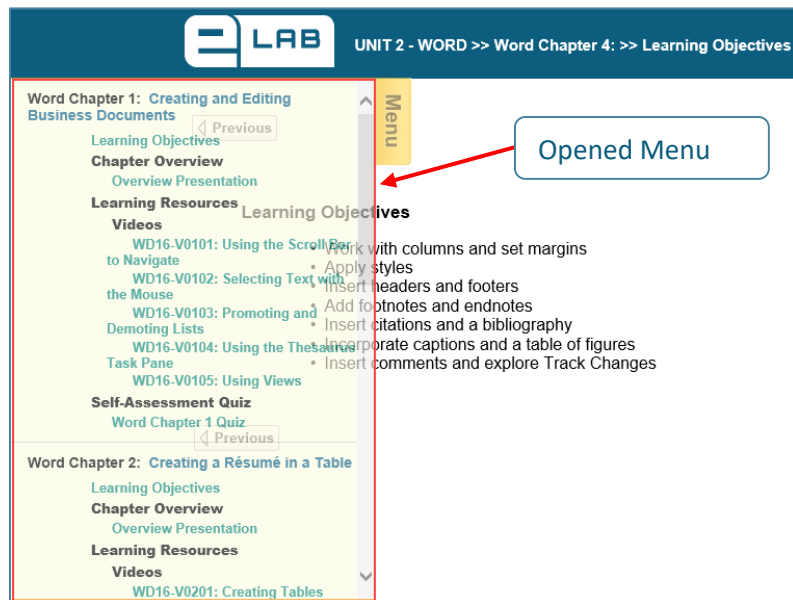 eLAB
UNIT 2 - WORD >> Word Chapter 4: >> Learning Objectives
Word Chapter 1: Creating and Editing
Business Documents
Previous
Learning Objectives
Chapter Overview
Overview Presentation
Learning Resources
Videos
WD16-V0101: Using the Scroll Bar
to Navigate
WD16-V0102: Selecting Text with
the Mouse
WD16-V0103: Promoting and
Demoting Lists
WD16-V0104: Using the Thesaurus
Task Pane
WD16-V0105: Using Views
Self-Assessment Quiz
Word Chapter 1 Quiz
Previous
Word Chapter 2: Creating a Résumé in a Table
Learning Objectives
Chapter Overview
Overview Presentation
Learning Resources
Videos
WD16-V0201: Creating Tables
Menu
Opened Menu
Learning Objectives
• Work with columns and set margins
• Apply styles
• Insert headers and footers
• Add footnotes and endnotes
• Insert citations and a bibliography
• Incorporate captions and a table of figures
• Insert comments and explore Track Changes